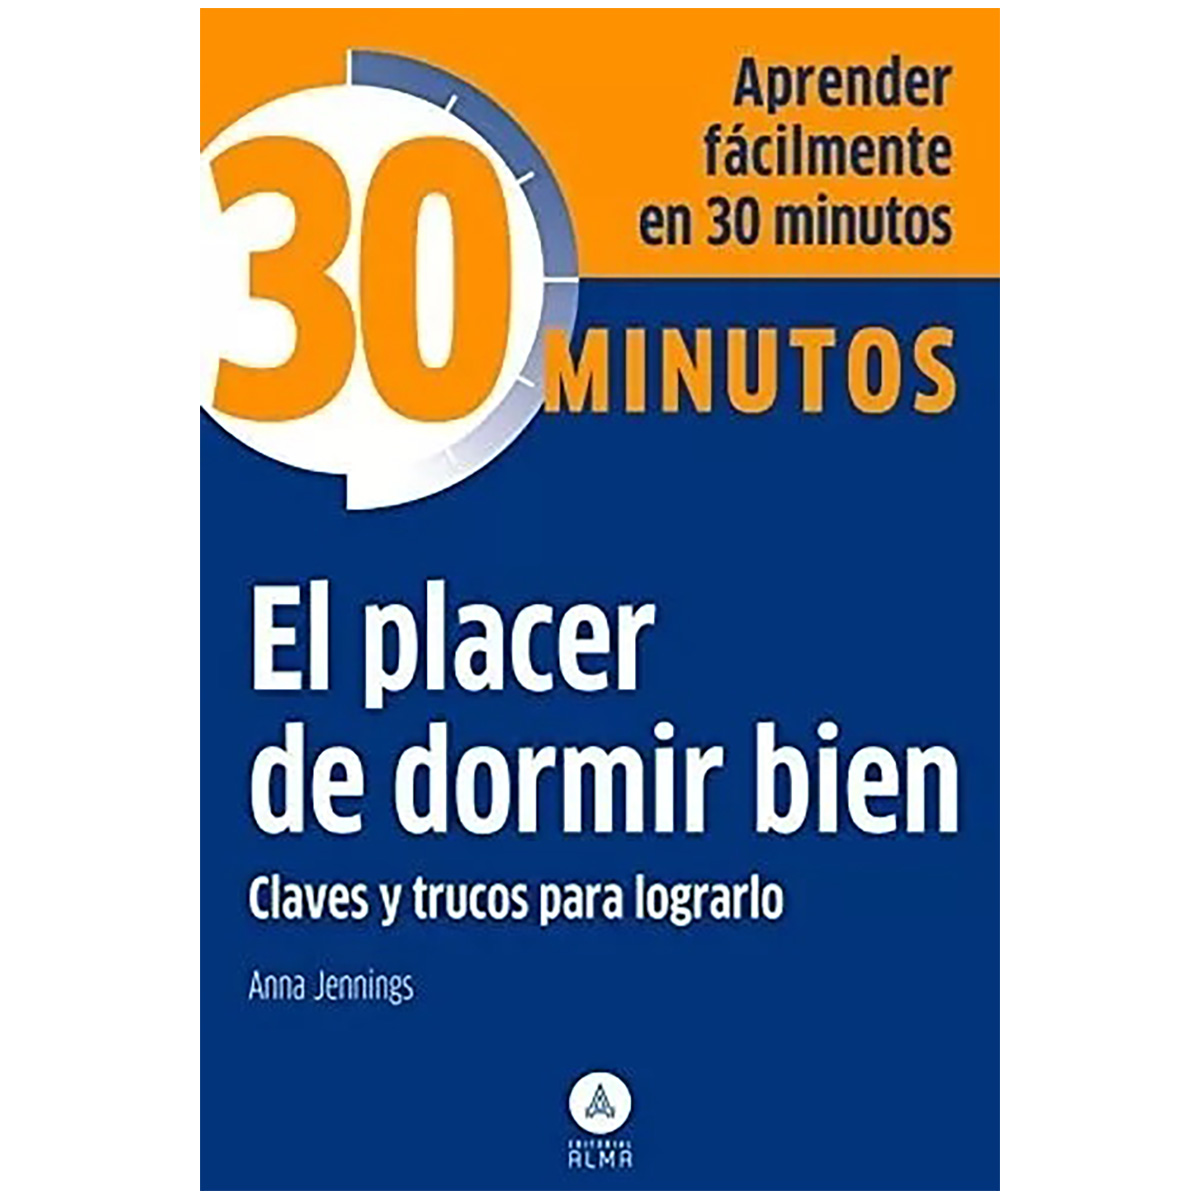 Aprender
fácilmente
en 30 minutos
30
MINUTOS
El placer
de dormir bien
Claves y trucos para lograrlo
Anna Jennings
EDITORIAL
ALMA